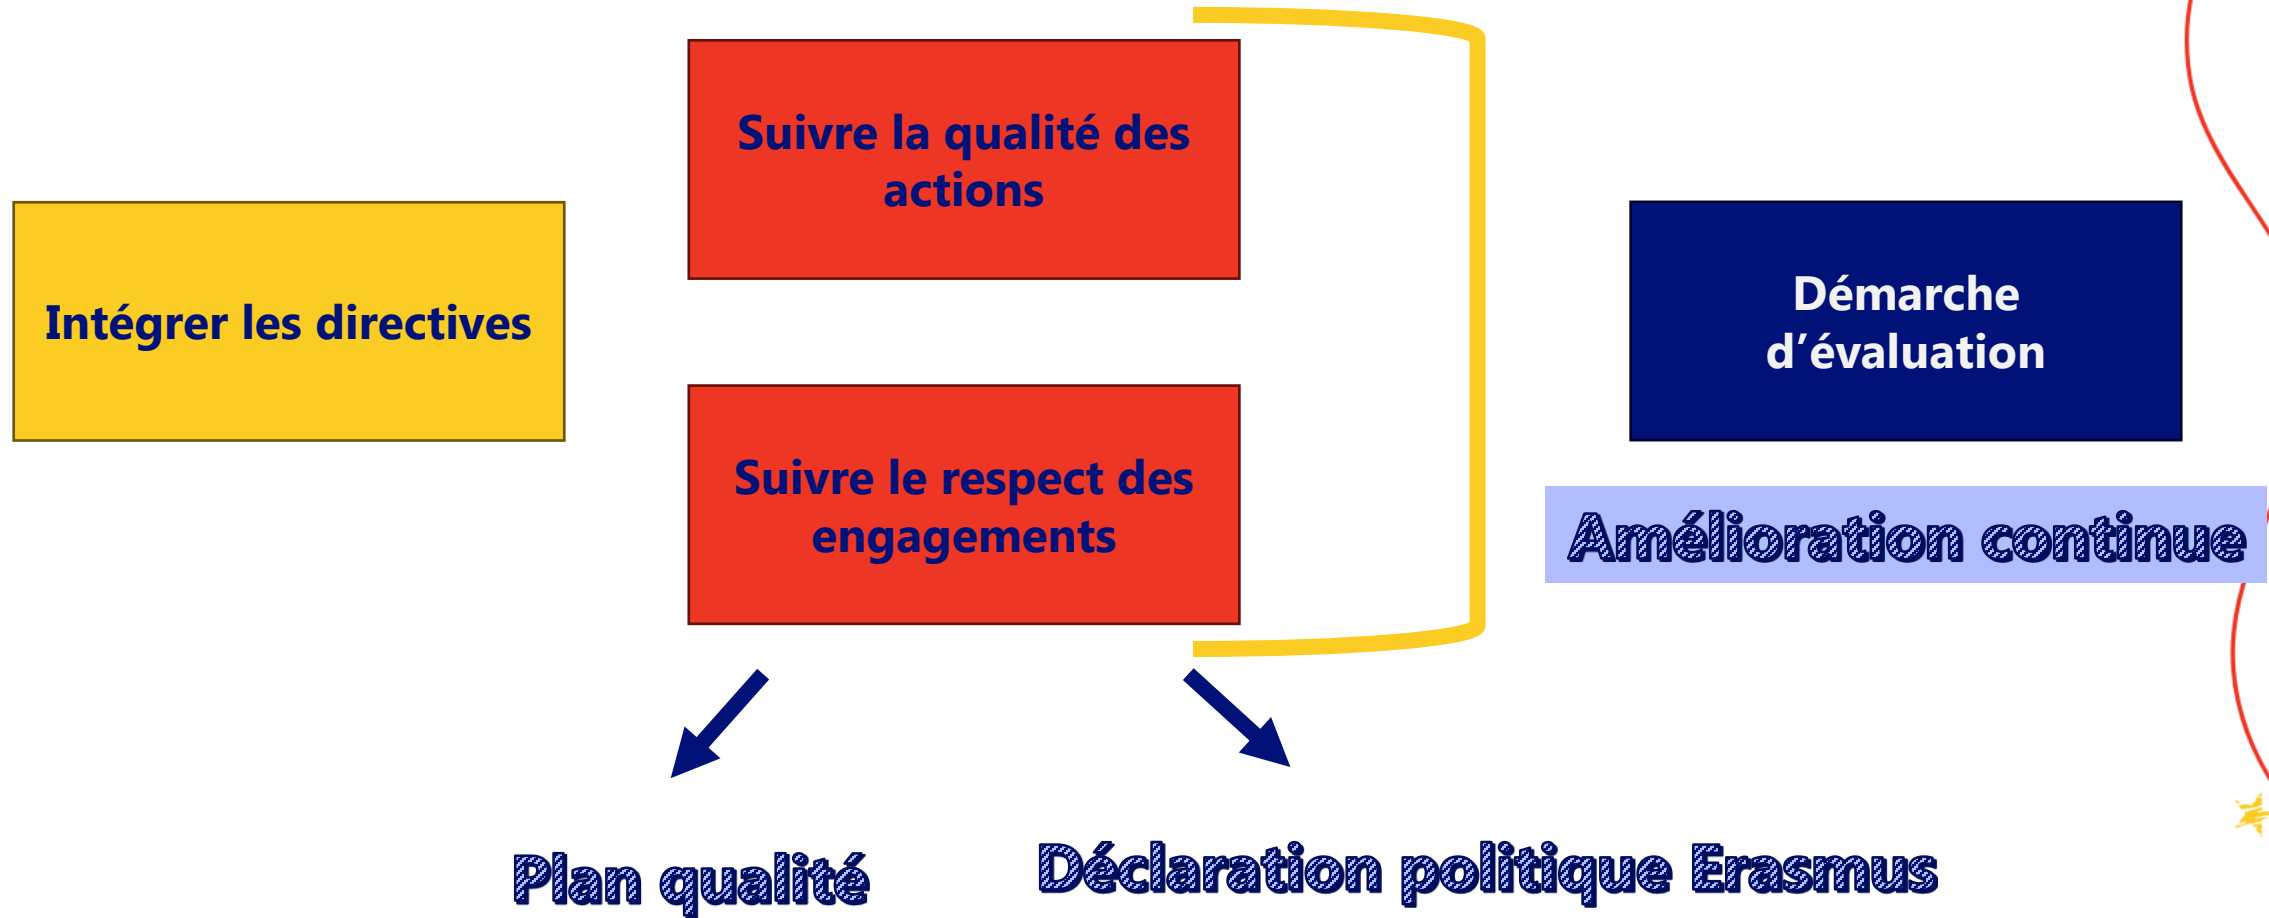 Intégrer les directives
Suivre la qualité des
actions
Suivre le respect des
engagements
Démarche
d’évaluation
Amélioration continue
Plan qualité
Déclaration politique Erasmus